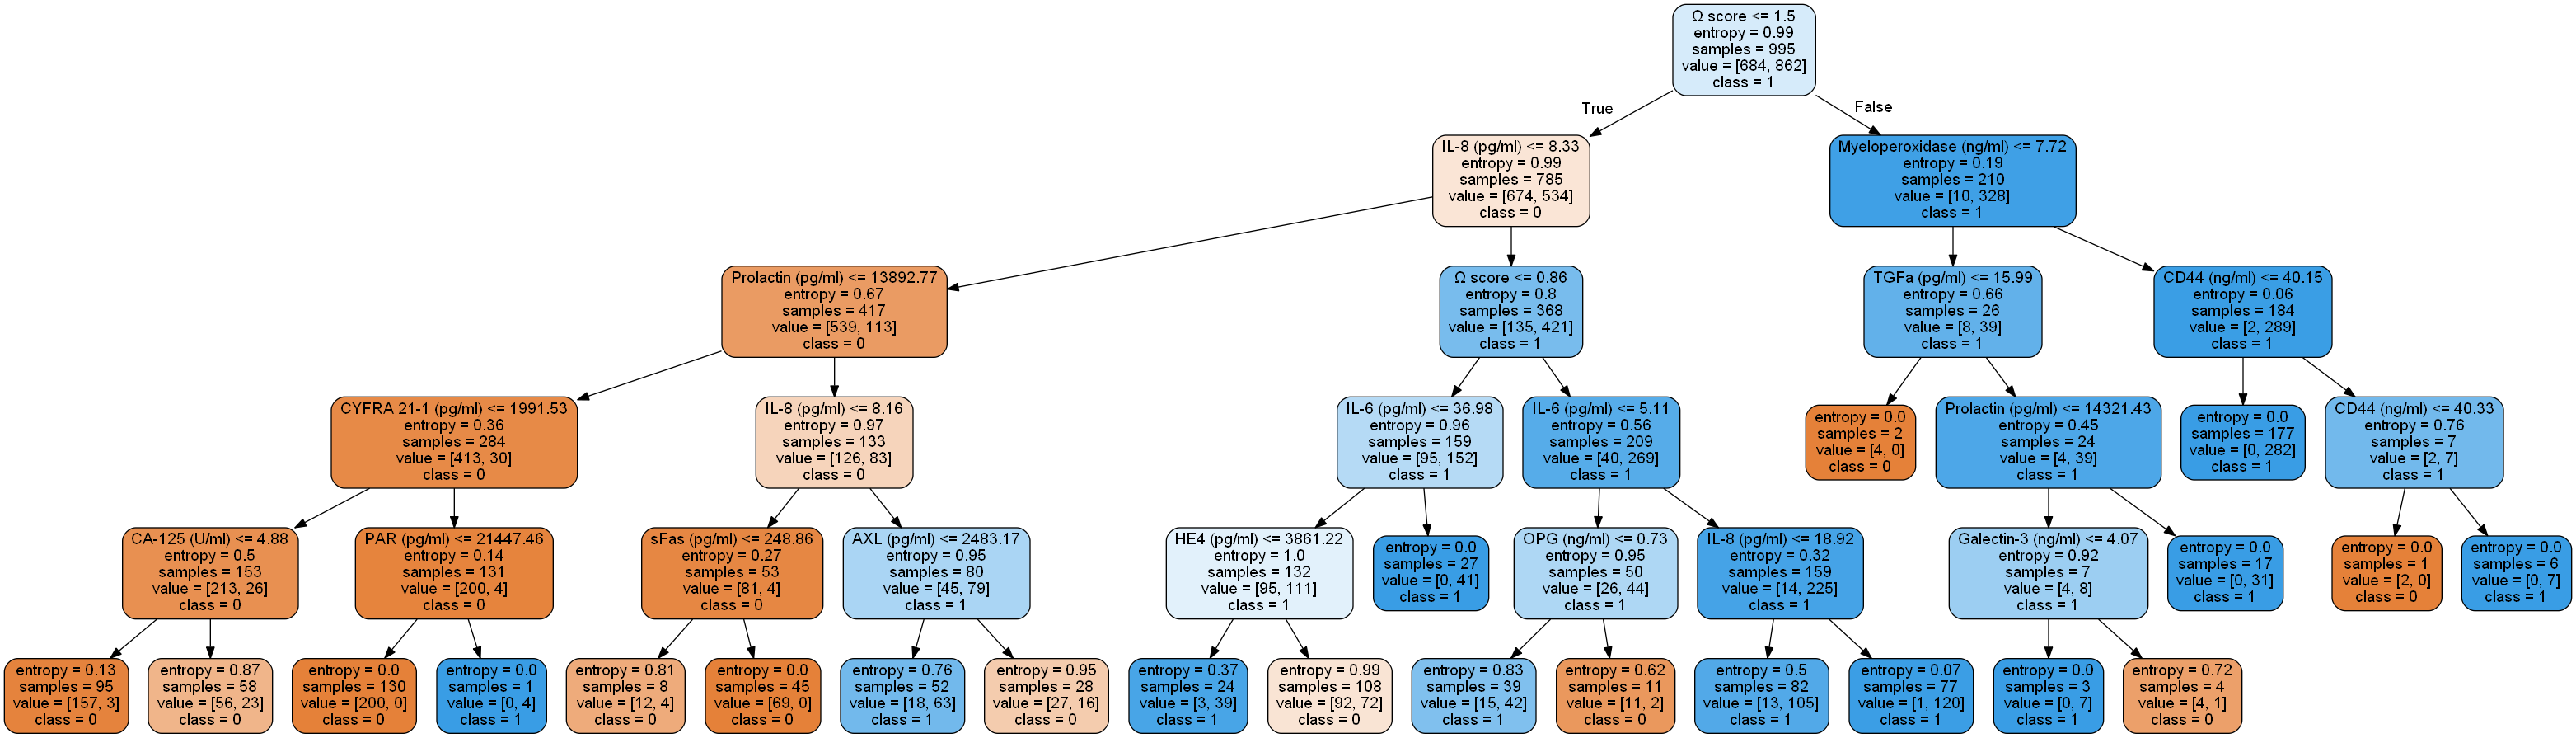 Ω score <= 1.5
entropy = 0.99
samples = 995
value = [684, 862]
class = 1
True
False
IL-8 (pg/ml) <= 8.33
entropy = 0.99
samples = 785
value = [674, 534]
class = 0
Myeloperoxidase (ng/ml) <= 7.72
entropy = 0.19
samples = 210
value = [10, 328]
class = 1
Prolactin (pg/ml) <= 13892.77
entropy = 0.67
samples = 417
value = [539, 113]
class = 0
Ω score <= 0.86
entropy = 0.8
samples = 368
value = [135, 421]
class = 1
TGFa (pg/ml) <= 15.99
entropy = 0.66
samples = 26
value = [8, 39]
class = 1
CD44 (ng/ml) <= 40.15
entropy = 0.06
samples = 184
value = [2, 289]
class = 1
CYFRA 21-1 (pg/ml) <= 1991.53
entropy = 0.36
samples = 284
value = [413, 30]
class = 0
IL-8 (pg/ml) <= 8.16
entropy = 0.97
samples = 133
value = [126, 83]
class = 0
IL-6 (pg/ml) <= 36.98
entropy = 0.96
samples = 159
value = [95, 152]
class = 1
IL-6 (pg/ml) <= 5.11
entropy = 0.56
samples = 209
value = [40, 269]
class = 1
entropy = 0.0
samples = 2
value = [4, 0]
class = 0
Prolactin (pg/ml) <= 14321.43
entropy = 0.45
samples = 24
value = [4, 39]
class = 1
entropy = 0.0
samples = 177
value = [0, 282]
class = 1
CD44 (ng/ml) <= 40.33
entropy = 0.76
samples = 7
value = [2, 7]
class = 1
CA-125 (U/ml) <= 4.88
entropy = 0.5
samples = 153
value = [213, 26]
class = 0
PAR (pg/ml) <= 21447.46
entropy = 0.14
samples = 131
value = [200, 4]
class = 0
sFas (pg/ml) <= 248.86
entropy = 0.27
samples = 53
value = [81, 4]
class = 0
AXL (pg/ml) <= 2483.17
entropy = 0.95
samples = 80
value = [45, 79]
class = 1
HE4 (pg/ml) <= 3861.22
entropy = 1.0
samples = 132
value = [95, 111]
class = 1
entropy = 0.0
samples = 27
value = [0, 41]
class = 1
OPG (ng/ml) <= 0.73
entropy = 0.95
samples = 50
value = [26, 44]
class = 1
IL-8 (pg/ml) <= 18.92
entropy = 0.32
samples = 159
value = [14, 225]
class = 1
Galectin-3 (ng/ml) <= 4.07
entropy = 0.92
samples = 7
value = [4, 8]
class = 1
entropy = 0.0
samples = 17
value = [0, 31]
class = 1
entropy = 0.0
samples = 1
value = [2, 0]
class = 0
entropy = 0.0
samples = 6
value = [0, 7]
class = 1
entropy = 0.13
samples = 95
value = [157, 3]
class = 0
entropy = 0.87
samples = 58
value = [56, 23]
class = 0
entropy = 0.0
samples = 130
value = [200, 0]
class = 0
entropy = 0.0
samples = 1
value = [0, 4]
class = 1
entropy = 0.81
samples = 8
value = [12, 4]
class = 0
entropy = 0.0
samples = 45
value = [69, 0]
class = 0
entropy = 0.76
samples = 52
value = [18, 63]
class = 1
entropy = 0.95
samples = 28
value = [27, 16]
class = 0
entropy = 0.37
samples = 24
value = [3, 39]
class = 1
entropy = 0.99
samples = 108
value = [92, 72]
class = 0
entropy = 0.83
samples = 39
value = [15, 42]
class = 1
entropy = 0.62
samples = 11
value = [11, 2]
class = 0
entropy = 0.5
samples = 82
value = [13, 105]
class = 1
entropy = 0.07
samples = 77
value = [1, 120]
class = 1
entropy = 0.0
samples = 3
value = [0, 7]
class = 1
entropy = 0.72
samples = 4
value = [4, 1]
class = 0